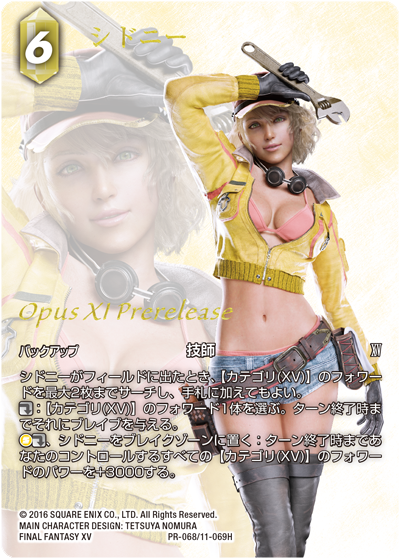 6
シドニー
Opus XI Prerelease
バックアップ 技師 XV
シドニーがフィールドに出たとき、【カテゴリ(XV)】のフォワー
ドを最大2枚までサーチし、手札に加えてもよい。
：【カテゴリ(XV)】のフォワード1体を選ぶ。ターン終了時ま
でそれにブレイブを与える。
、シドニーをブレイクゾーンに置く：ターン終了時まであ
なたのコントロールするすべての【カテゴリ(XV)】のフォワード
のパワーを+3000する。
© 2016 SQUARE ENIX CO., LTD. All Rights Reserved.
MAIN CHARACTER DESIGN: TETSUYA NOMURA
FINAL FANTASY XV PR-068/11-069H